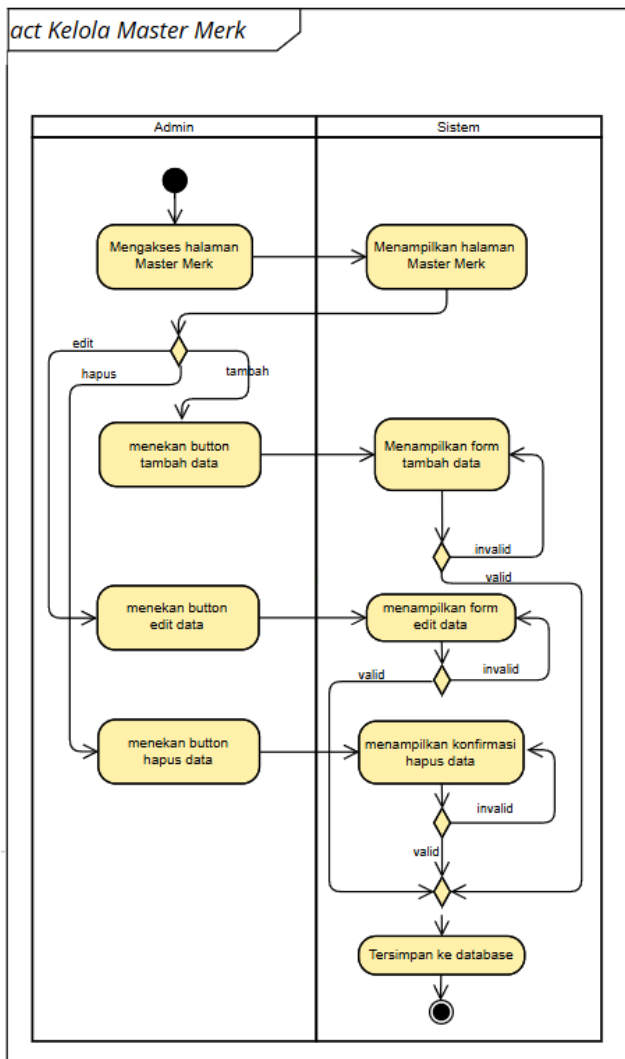 act Kelola Master Merk
Admin
Sistem
Mengakses halaman
Master Merk
Menampilkan halaman
Master Merk
edit
hapus
tambah
menekan button
tambah data
Menampilkan form
tambah data
invalid
valid
menekan button
edit data
menampilkan form
edit data
valid
invalid
menekan button
hapus data
menampilkan konfirmasi
hapus data
invalid
valid
Tersimpan ke database